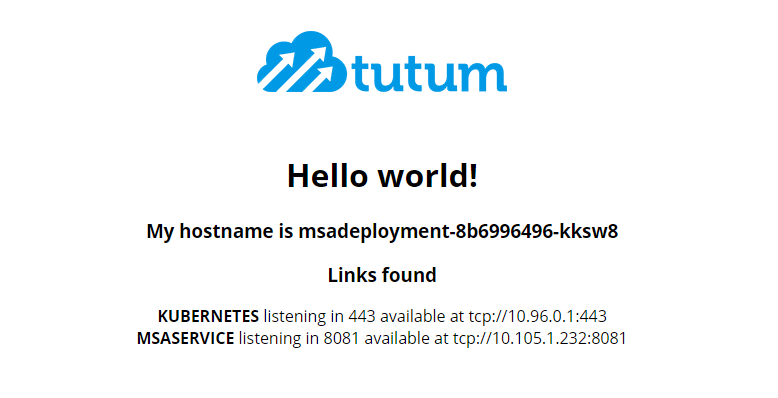 tutum
Hello world!
My hostname is msadeployment-8b6996496-kksw8
Links found
KUBERNETES listening in 443 available at tcp://10.96.0.1:443
MSASERVICE listening in 8081 available at tcp://10.105.1.232:8081